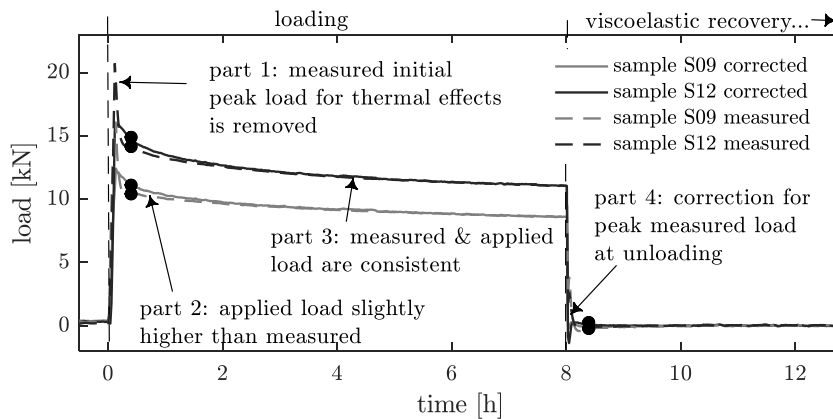 loading
viscoelastic recovery...
load [kN]
20
15
10
5
0
part 1: measured initial
peak load for thermal effects
is removed
sample S09 corrected
sample S12 corrected
sample S09 measured
sample S12 measured
part 2: applied load slightly
higher than measured
part 3: measured & applied
load are consistent
part 4: correction for
peak measured load
at unloading
0 2 4 6 8 10 12
time [h]